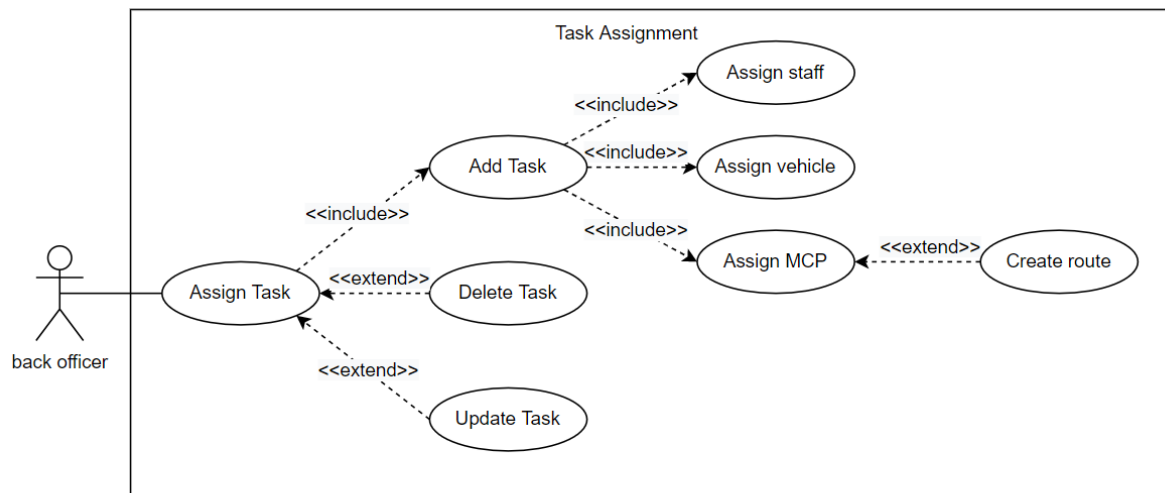 Task Assignment
Assign staff
<<include>>
Add Task
<<include>>
Assign vehicle
<<include>>
<<include>>
Assign MCP
<<extend>>
Create route
Assign Task
<<extend>>
Delete Task
back officer
<<extend>>
Update Task